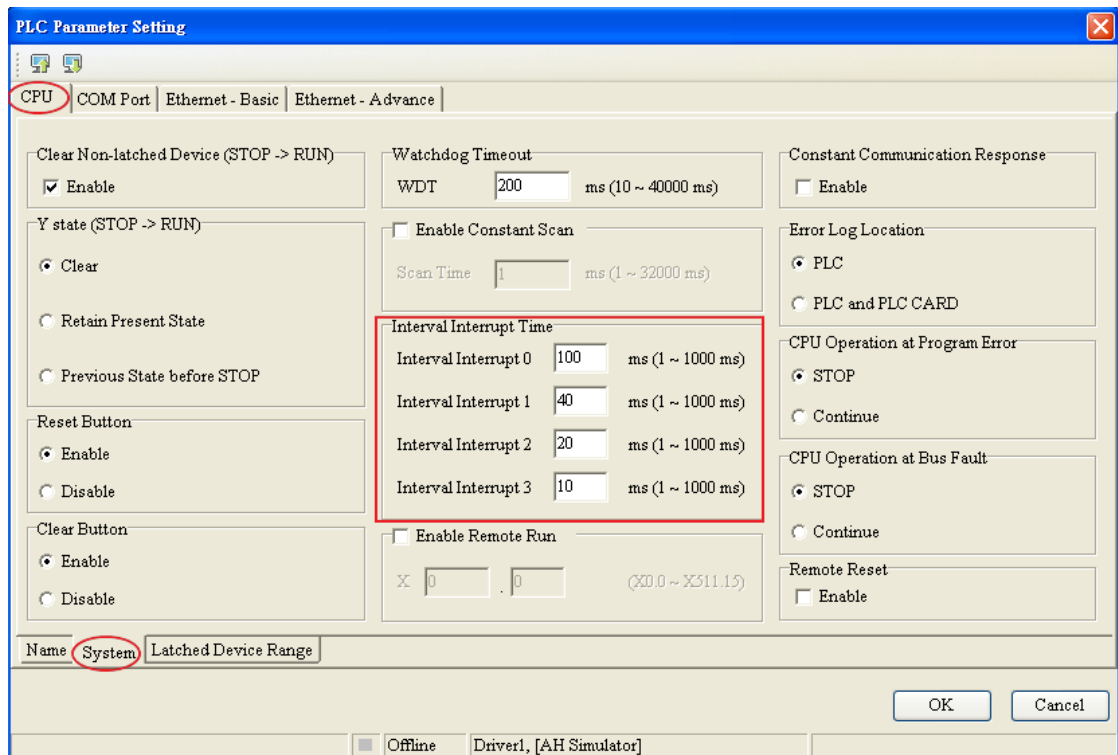 PLC Parameter Setting
CPU
COM Port
Ethernet - Basic
Ethernet - Advance
Clear Non-latched Device (STOP -> RUN)
Enable
Y state (STOP -> RUN)
Clear
Retain Present State
Previous State before STOP
Reset Button
Enable
Disable
Clear Button
Enable
Disable
Watchdog Timeout
WDT 200 ms (10 ~ 40000 ms)
Enable Constant Scan
Scan Time 1 ms (1 ~ 32000 ms)
Interval Interrupt Time
Interval Interrupt 0 100 ms (1 ~ 1000 ms)
Interval Interrupt 1 40 ms (1 ~ 1000 ms)
Interval Interrupt 2 20 ms (1 ~ 1000 ms)
Interval Interrupt 3 10 ms (1 ~ 1000 ms)
Enable Remote Run
X 0 . 0 (X0.0 ~ X511.15)
Constant Communication Response
Enable
Error Log Location
PLC
PLC and PLC CARD
CPU Operation at Program Error
STOP
Continue
CPU Operation at Bus Fault
STOP
Continue
Remote Reset
Enable
Name
System
Latched Device Range
OK
Cancel
Offline
Driver1, [AH Simulator]